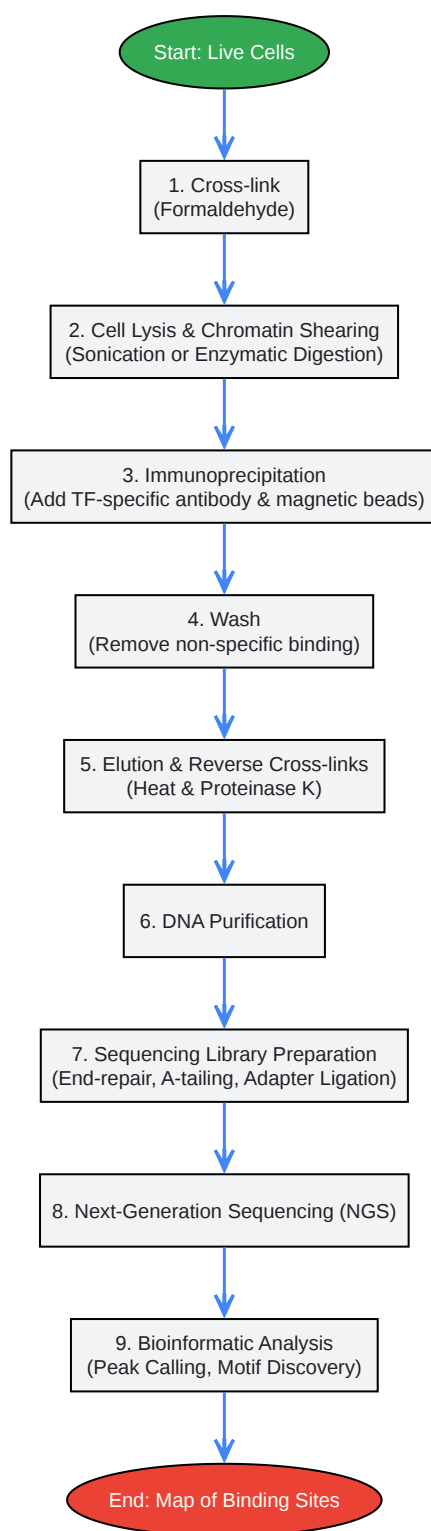 Start: Live Cells
1. Cross-link
(Formaldehyde)
2. Cell Lysis & Chromatin Shearing
(Sonication or Enzymatic Digestion)
3. Immunoprecipitation
(Add TF-specific antibody & magnetic beads)
4. Wash
(Remove non-specific binding)
5. Elution & Reverse Cross-links
(Heat & Proteinase K)
6. DNA Purification
7. Sequencing Library Preparation
(End-repair, A-tailing, Adapter Ligation)
8. Next-Generation Sequencing (NGS)
9. Bioinformatic Analysis
(Peak Calling, Motif Discovery)
End: Map of Binding Sites